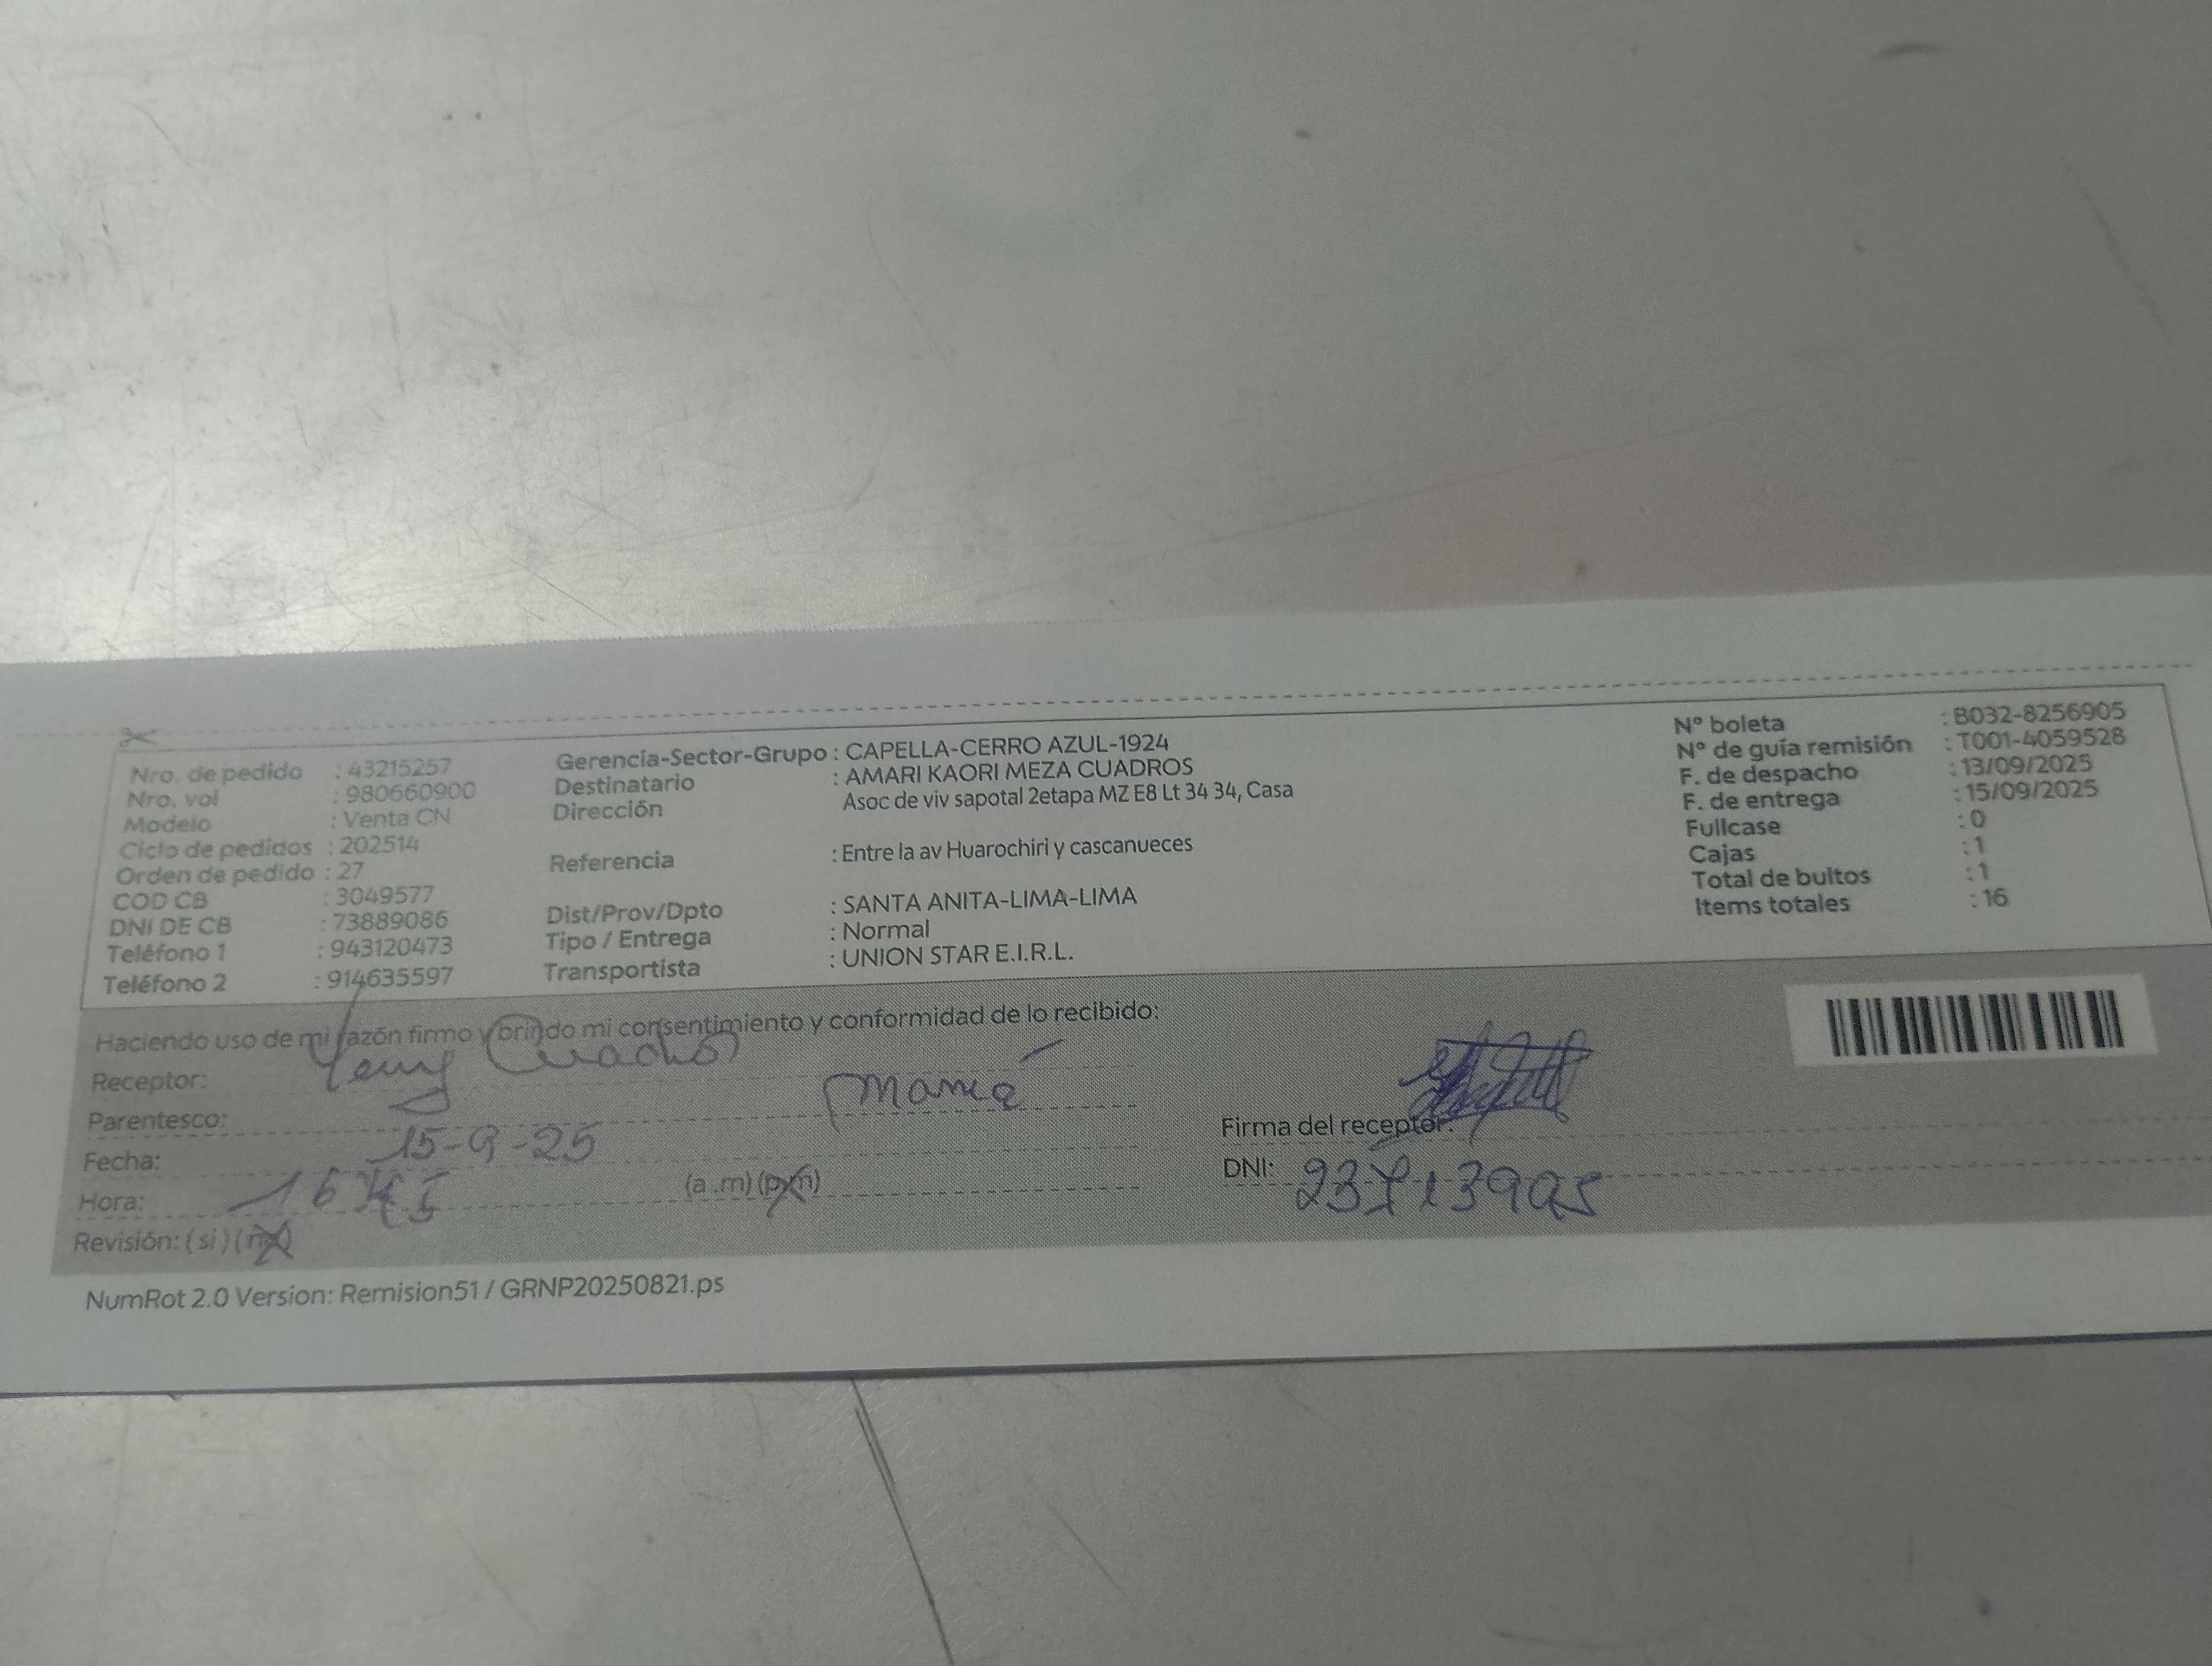 Nro. de pedido : 43215257
Nro. vol : 980660900
Modelo : Venta CN
Ciclo de pedidos : 202514
Orden de pedido : 27
COD CB : 3049577
DNI DE CB : 73889086
Teléfono 1 : 943120473
Teléfono 2 : 914635597
Gerencia-Sector-Grupo : CAPELLA-CERRO AZUL-1924
Destinatario : AMARI KAORI MEZA CUADROS
Dirección Asoc de viv sapotal 2etapa MZ E8 Lt 34 34, Casa
Referencia : Entre la av Huarochiri y cascanueces
Dist/Prov/Dpto : SANTA ANITA-LIMA-LIMA
Tipo / Entrega : Normal
Transportista : UNION STAR E.I.R.L.
N° boleta : B032-8256905
N° de guía remisión : T001-4059528
F. de despacho : 13/09/2025
F. de entrega : 15/09/2025
Fullcase : 0
Cajas : 1
Total de bultos : 1
Items totales : 16
Haciendo uso de mi razón firmo y brindo mi consentimiento y conformidad de lo recibido:
Receptor:
Parentesco: Mamá
Fecha: 15-9-25
Hora: (a .m) (p.m)
Revisión: (si) (no)
Firma del receptor:
DNI:
NumRot 2.0 Version: Remision51 / GRNP20250821.ps